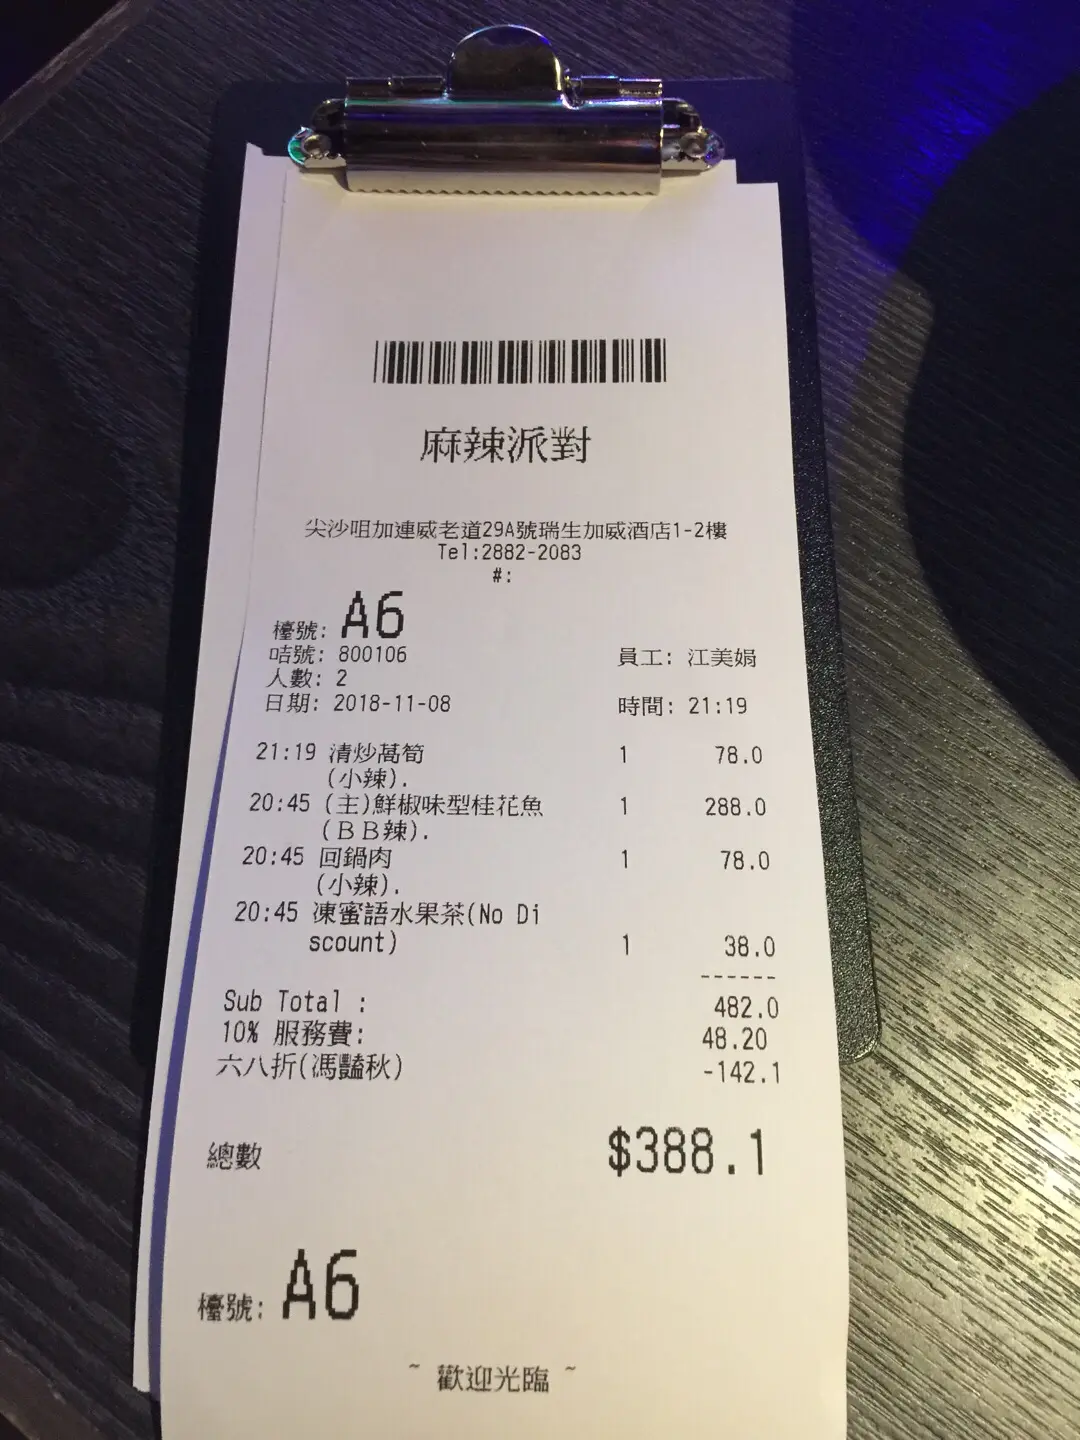 麻辣派對
尖沙咀加連威老道29A號瑞生加威酒店1-2樓
Tel:2882-2083
#:
檯號: A6
咭號: 800106 員工: 江美娟
人數: 2
日期: 2018-11-08 時間: 21:19
21:19 清炒萵筍 1 78.0
(小辣).
20:45 (主)鮮椒味型桂花魚 1 288.0
(ＢＢ辣).
20:45 回鍋肉 1 78.0
(小辣).
20:45 凍蜜語水果茶(No Di
scount) 1 38.0
------
Sub Total : 482.0
10% 服務費: 48.20
六八折(馮豔秋) -142.1
總數 $388.1
檯號: A6
~ 歡迎光臨 ~